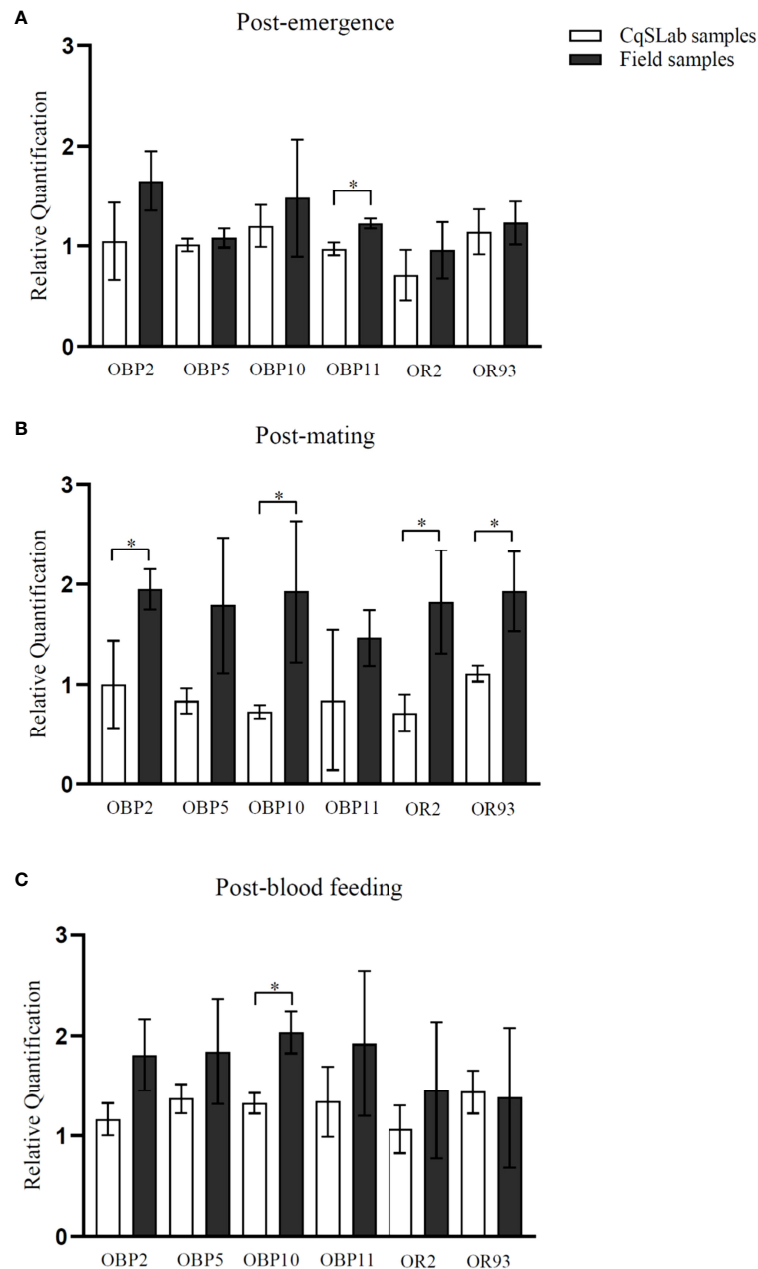 A
Post-emergence
CqSLab samples
Field samples
Relative Quantification
3
2
1
0
*
OBP2 OBP5 OBP10 OBP11 OR2 OR93
B
Post-mating
Relative Quantification
3
2
1
0
* * * *
OBP2 OBP5 OBP10 OBP11 OR2 OR93
C
Post-blood feeding
Relative Quantification
3
2
1
0
*
OBP2 OBP5 OBP10 OBP11 OR2 OR93